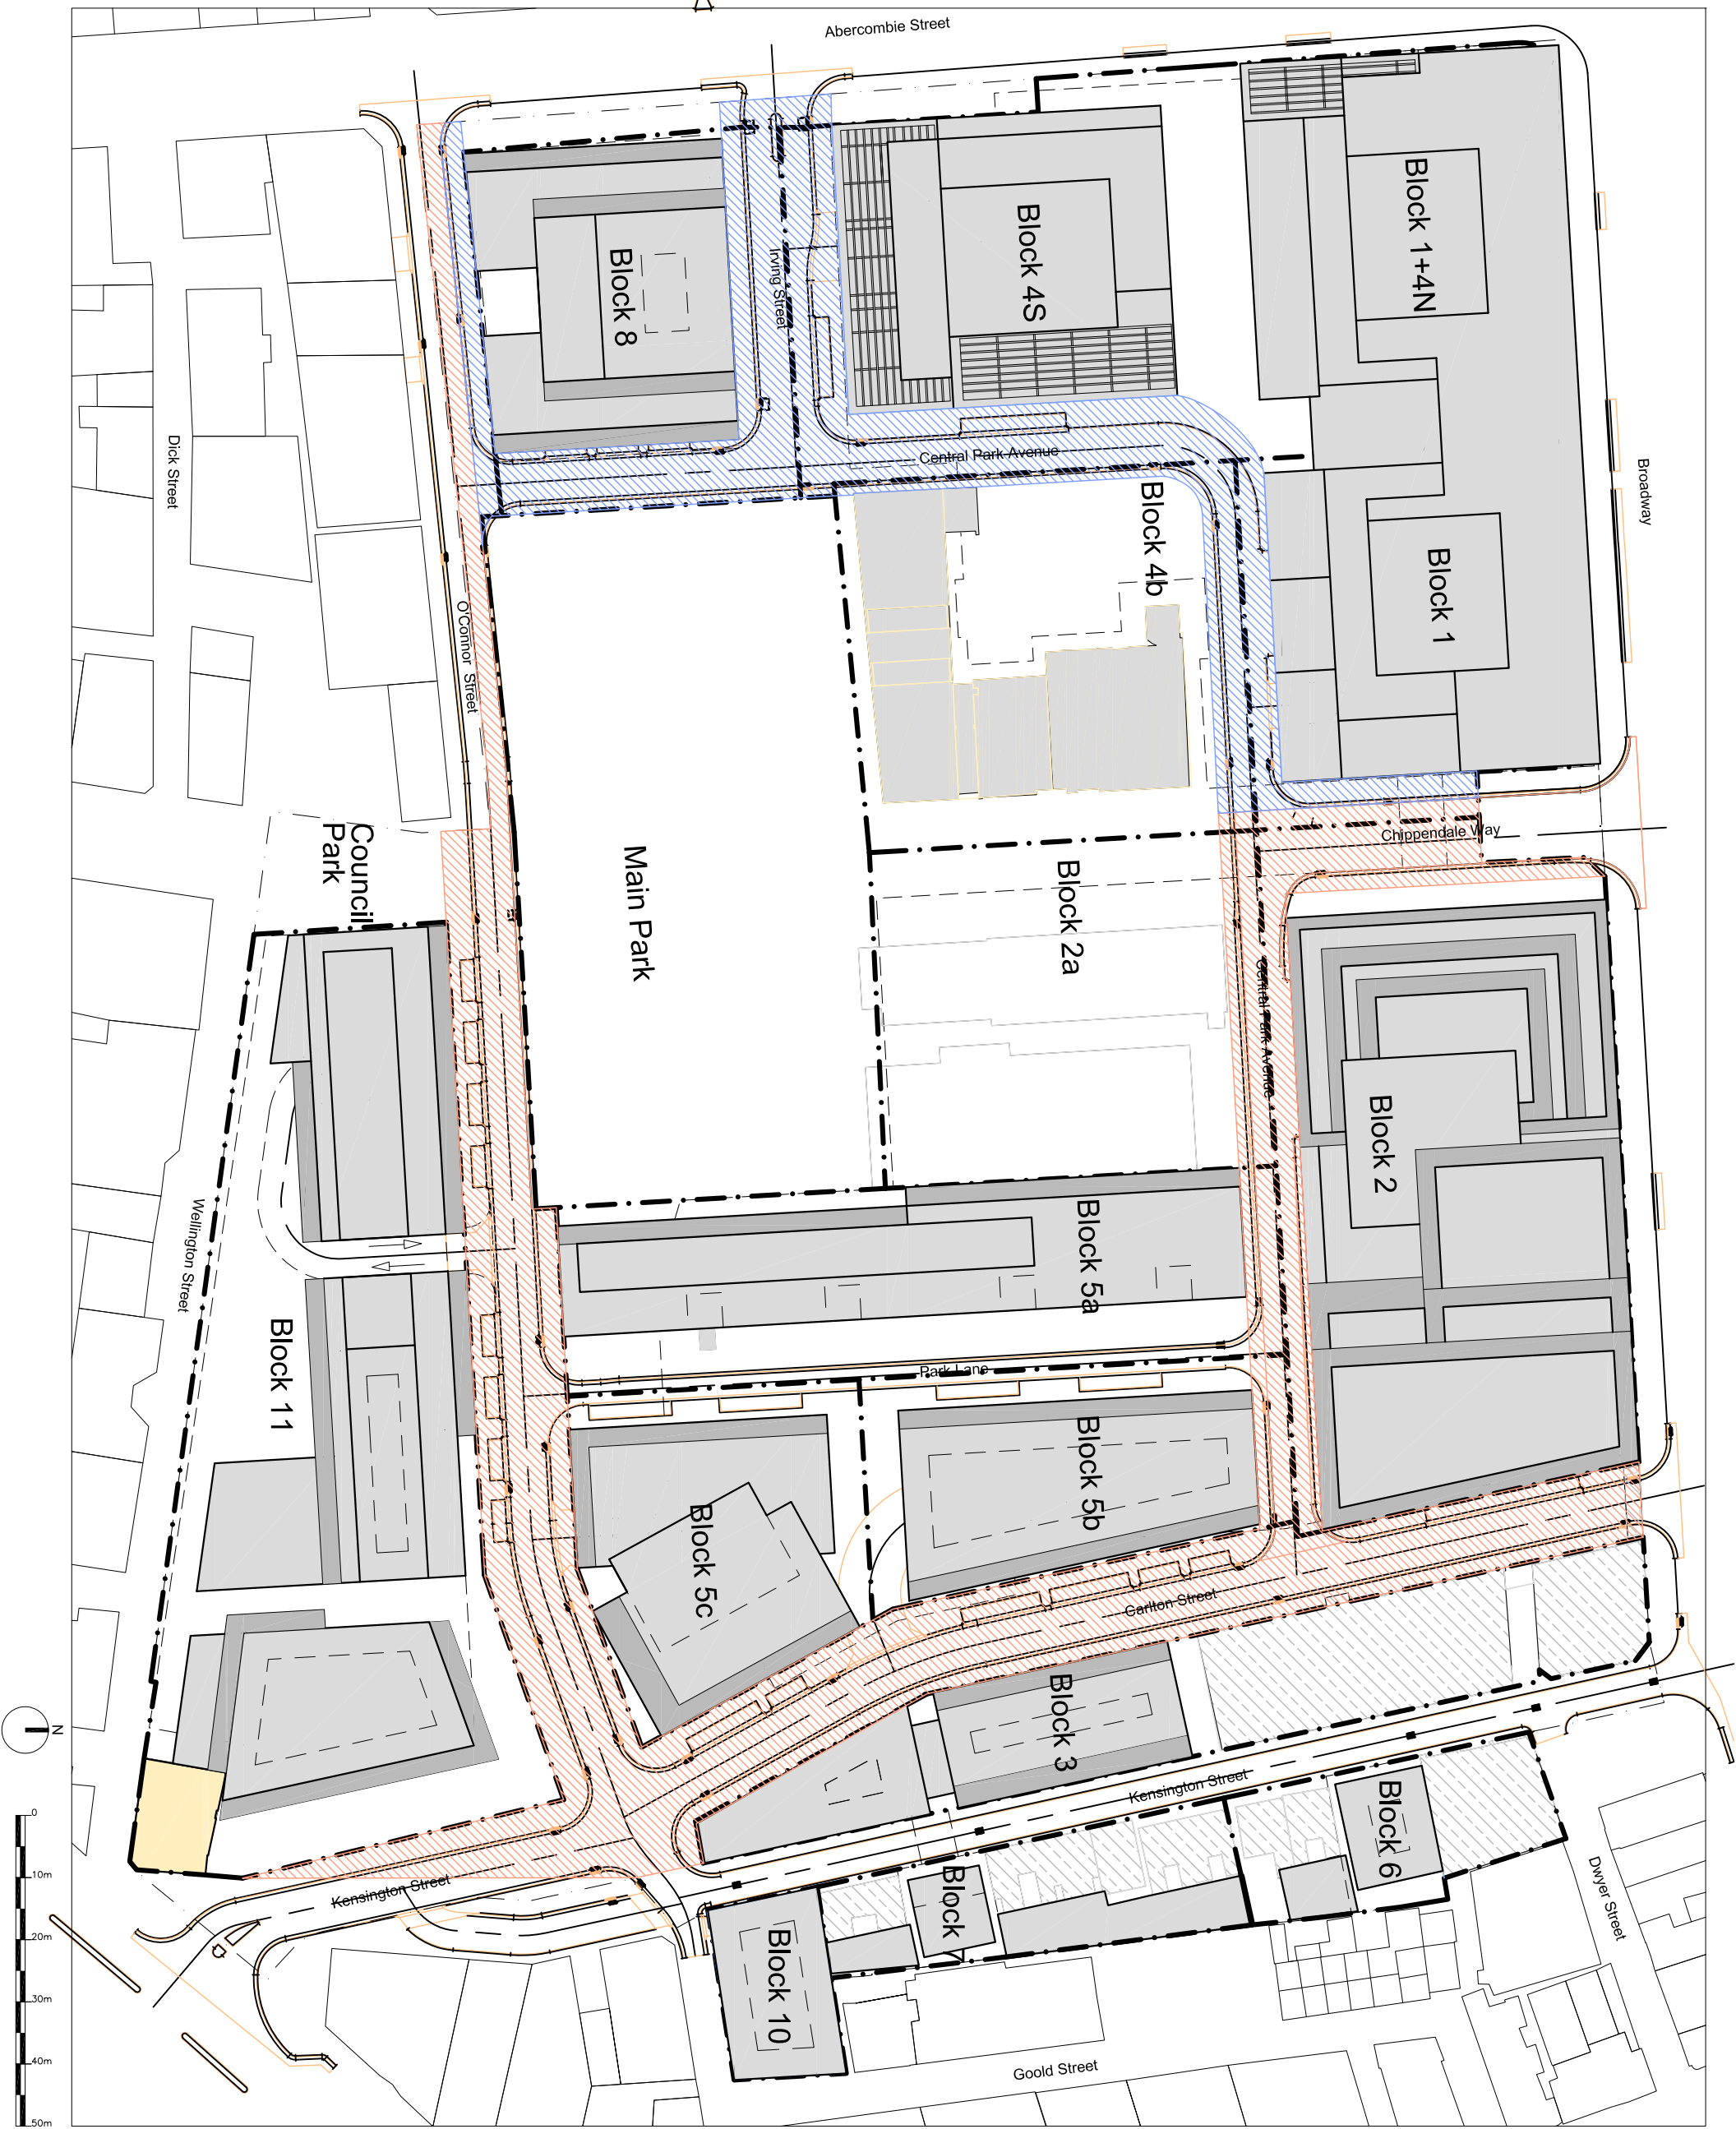 Abercombie Street
Block 1+4N
Block 4S
Block 8
Irving Street
Central Park Avenue
Broadway
Dick Street
Block 4b
Block 1
O'Connor Street
Chippendale Way
Council
Park
Main Park
Block 2a
Central Park Avenue
Block 2
Wellington Street
Block 5a
Block 11
Park Lane
Block 5b
Block 5c
Carlton Street
Block 3
Kensington Street
Block 6
N
0
10m
20m
30m
40m
50m
Kensington Street
Block 7
Dwyer Street
Block 10
Goold Street